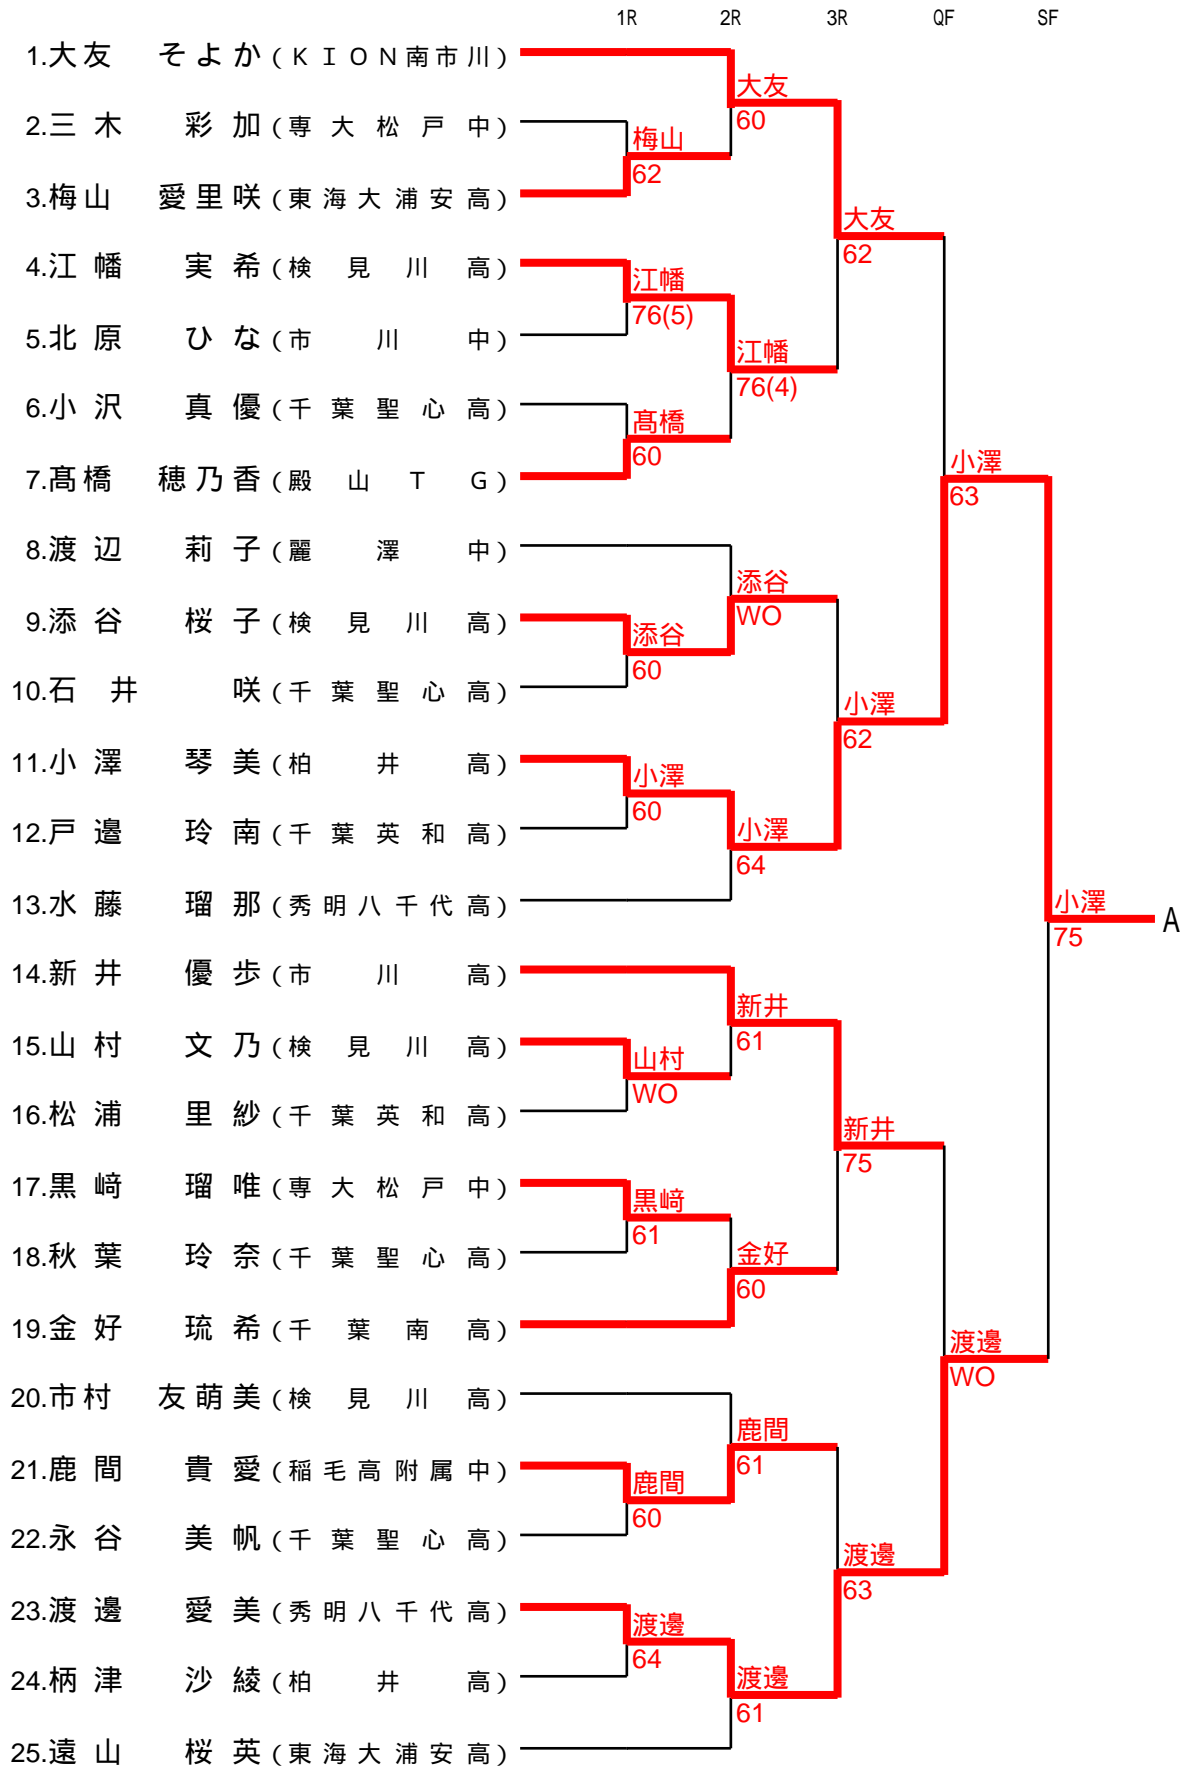 1R 2R 3R QF SF
1.大友 そよか(KION南市川)
大友
2.三木 彩加(専大松戸中)
60
梅山
62
3.梅山 愛里咲(東海大浦安高)
大友
62
4.江幡 実希(検見川高)
江幡
76(5)
5.北原 ひな(市川中)
江幡
76(4)
6.小沢 真優(千葉聖心高)
髙橋
60
7.髙橋 穂乃香(殿山TG)
小澤
63
8.渡辺 莉子(麗澤中)
添谷
WO
9.添谷 桜子(検見川高)
添谷
60
10.石井 咲(千葉聖心高)
小澤
62
11.小澤 琴美(柏井高)
小澤
60
12.戸邉 玲南(千葉英和高)
小澤
64
13.水藤 瑠那(秀明八千代高)
小澤
75
A
14.新井 優歩(市川高)
新井
61
15.山村 文乃(検見川高)
山村
WO
16.松浦 里紗(千葉英和高)
新井
75
17.黒﨑 瑠唯(専大松戸中)
黒﨑
61
18.秋葉 玲奈(千葉聖心高)
金好
60
19.金好 琉希(千葉南高)
渡邊
WO
20.市村 友萌美(検見川高)
鹿間
61
21.鹿間 貴愛(稲毛高附属中)
鹿間
60
22.永谷 美帆(千葉聖心高)
渡邊
63
23.渡邊 愛美(秀明八千代高)
渡邊
64
24.柄津 沙綾(柏井高)
渡邊
61
25.遠山 桜英(東海大浦安高)